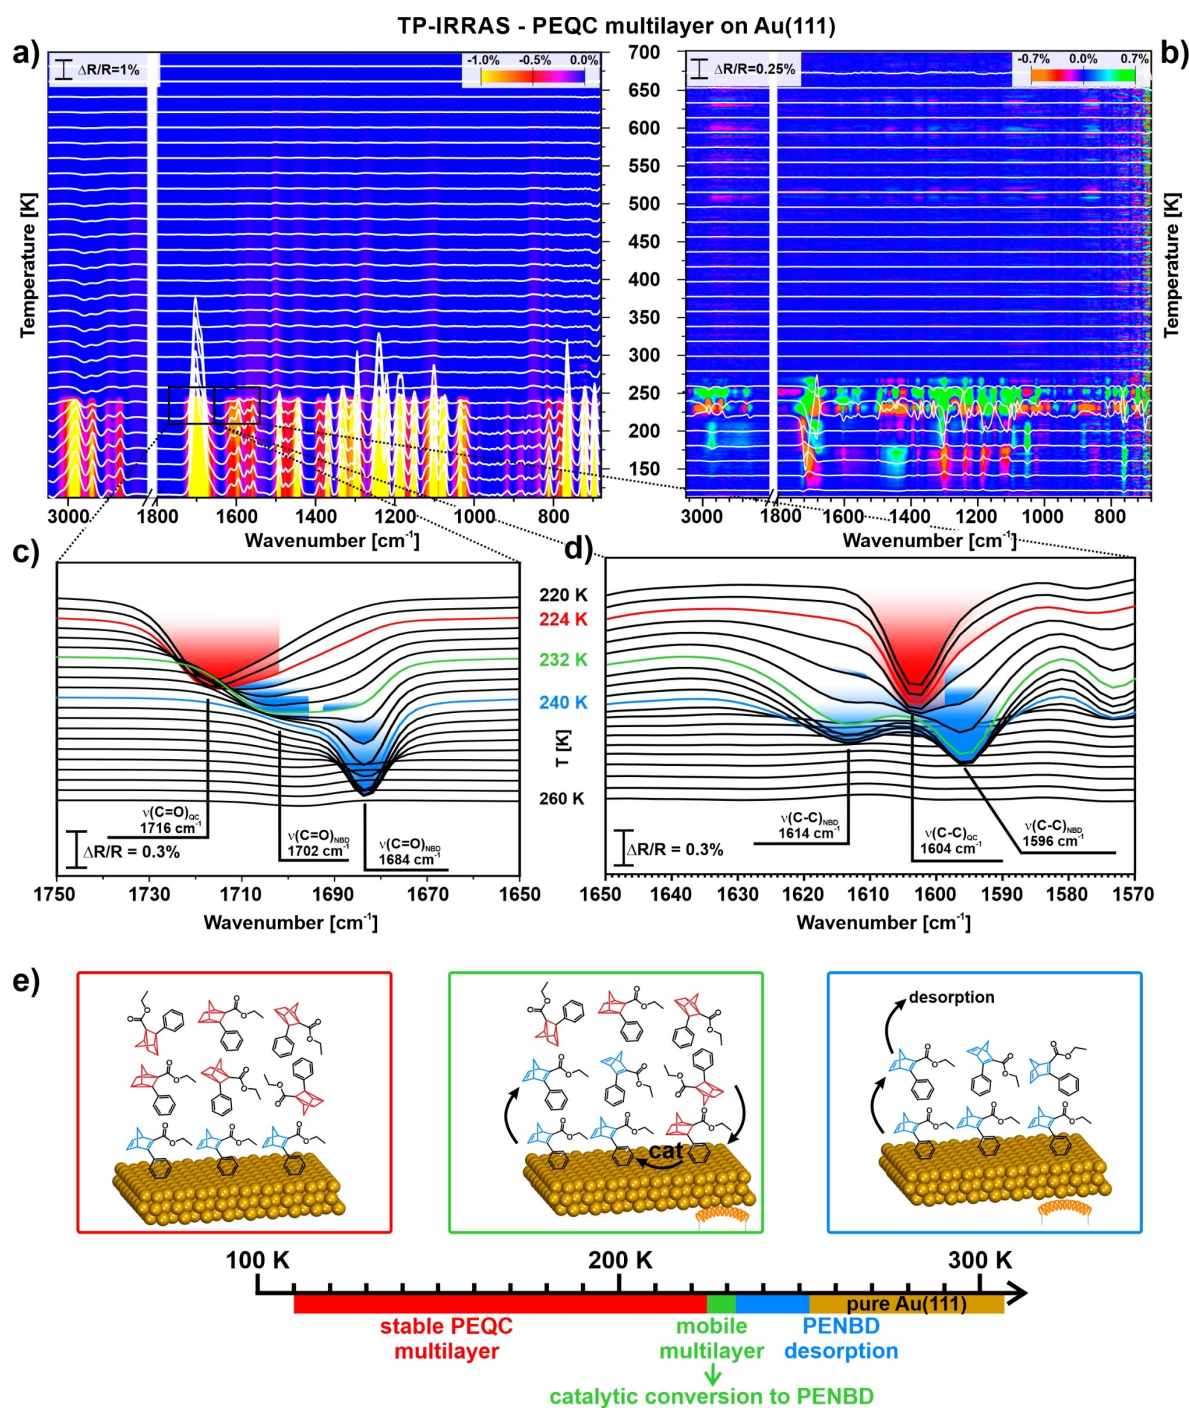 TP-IRRAS - PEQC multilayer on Au(111)
a)
ΔR/R=1%
-1.0% -0.5% 0.0%
700
650
600
550
500
450
400
350
300
250
200
150
b)
ΔR/R=0.25%
-0.7% 0.0% 0.7%
Temperature [K]
Temperature [K]
3000 1800 1600 1400 1200 1000 800
Wavenumber [cm-1]
3000 1800 1600 1400 1200 1000 800
Wavenumber [cm-1]
c)
220 K
224 K
232 K
240 K
T [K]
260 K
ν(C=O)QC
1716 cm-1
ν(C=O)NBD
1702 cm-1
ν(C=O)NBD
1684 cm-1
ΔR/R = 0.3%
1750 1730 1710 1690 1670 1650
Wavenumber [cm-1]
d)
ν(C-C)NBD
1614 cm-1
ν(C-C)QC
1604 cm-1
ν(C-C)NBD
1596 cm-1
ΔR/R = 0.3%
1650 1640 1630 1620 1610 1600 1590 1580 1570
Wavenumber [cm-1]
e)
cat
desorption
100 K 200 K 300 K
pure Au(111)
stable PEQC
multilayer
mobile
multilayer
PENBD
desorption
catalytic conversion to PENBD